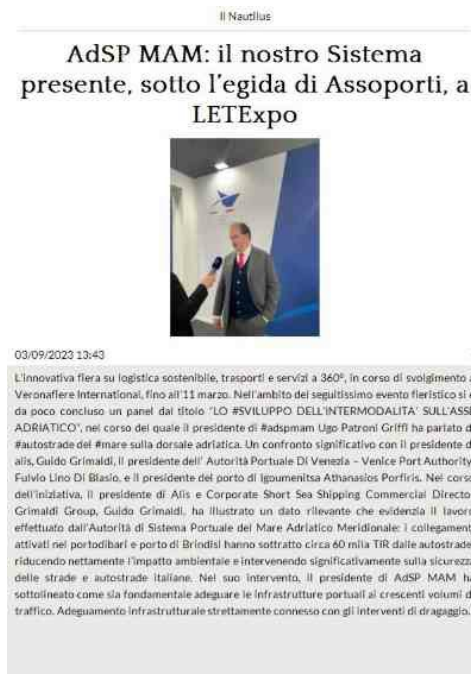 Il Nautilus
AdSP MAM: il nostro Sistema
presente, sotto l'egida di Assoporti, a
LETExpo
03/09/2023 13:43
L'innovativa fiera su logistica sostenibile, trasporti e servizi a 360°, in corso di svolgimento a
Veronafiere International, fino all'11 marzo. Nell'ambito del seguitissimo evento fieristico si è
da poco concluso un panel dal titolo "LO #SVILUPPO DELL'INTERMODALITA' SULL'ASSE
ADRIATICO", nel corso del quale il presidente di #adspmam Ugo Patroni Griffi ha parlato di
#autostrade del #mare sulla dorsale adriatica. Un confronto significativo con il presidente di
alis, Guido Grimaldi, il presidente dell' Autorità Portuale Di Venezia – Venice Port Authority,
Fulvio Lino Di Blasio, e il presidente del porto di Igoumenitsa Athanasios Porfiris. Nel corso
dell'iniziativa, il presidente di Alis e Corporate Short Sea Shipping Commercial Director
Grimaldi Group, Guido Grimaldi, ha illustrato un dato rilevante che evidenzia il lavoro
effettuato dall'Autorità di Sistema Portuale del Mare Adriatico Meridionale: i collegamenti
attivati nei portodibari e porto di Brindisi hanno sottratto circa 60 mila TIR dalle autostrade,
riducendo nettamente l'impatto ambientale e intervenendo significativamente sulla sicurezza
delle strade e autostrade italiane. Nel suo intervento, il presidente di AdSP MAM ha
sottolineato come sia fondamentale adeguare le infrastrutture portuali ai crescenti volumi di
traffico. Adeguamento infrastrutturale strettamente connesso con gli interventi di dragaggio.